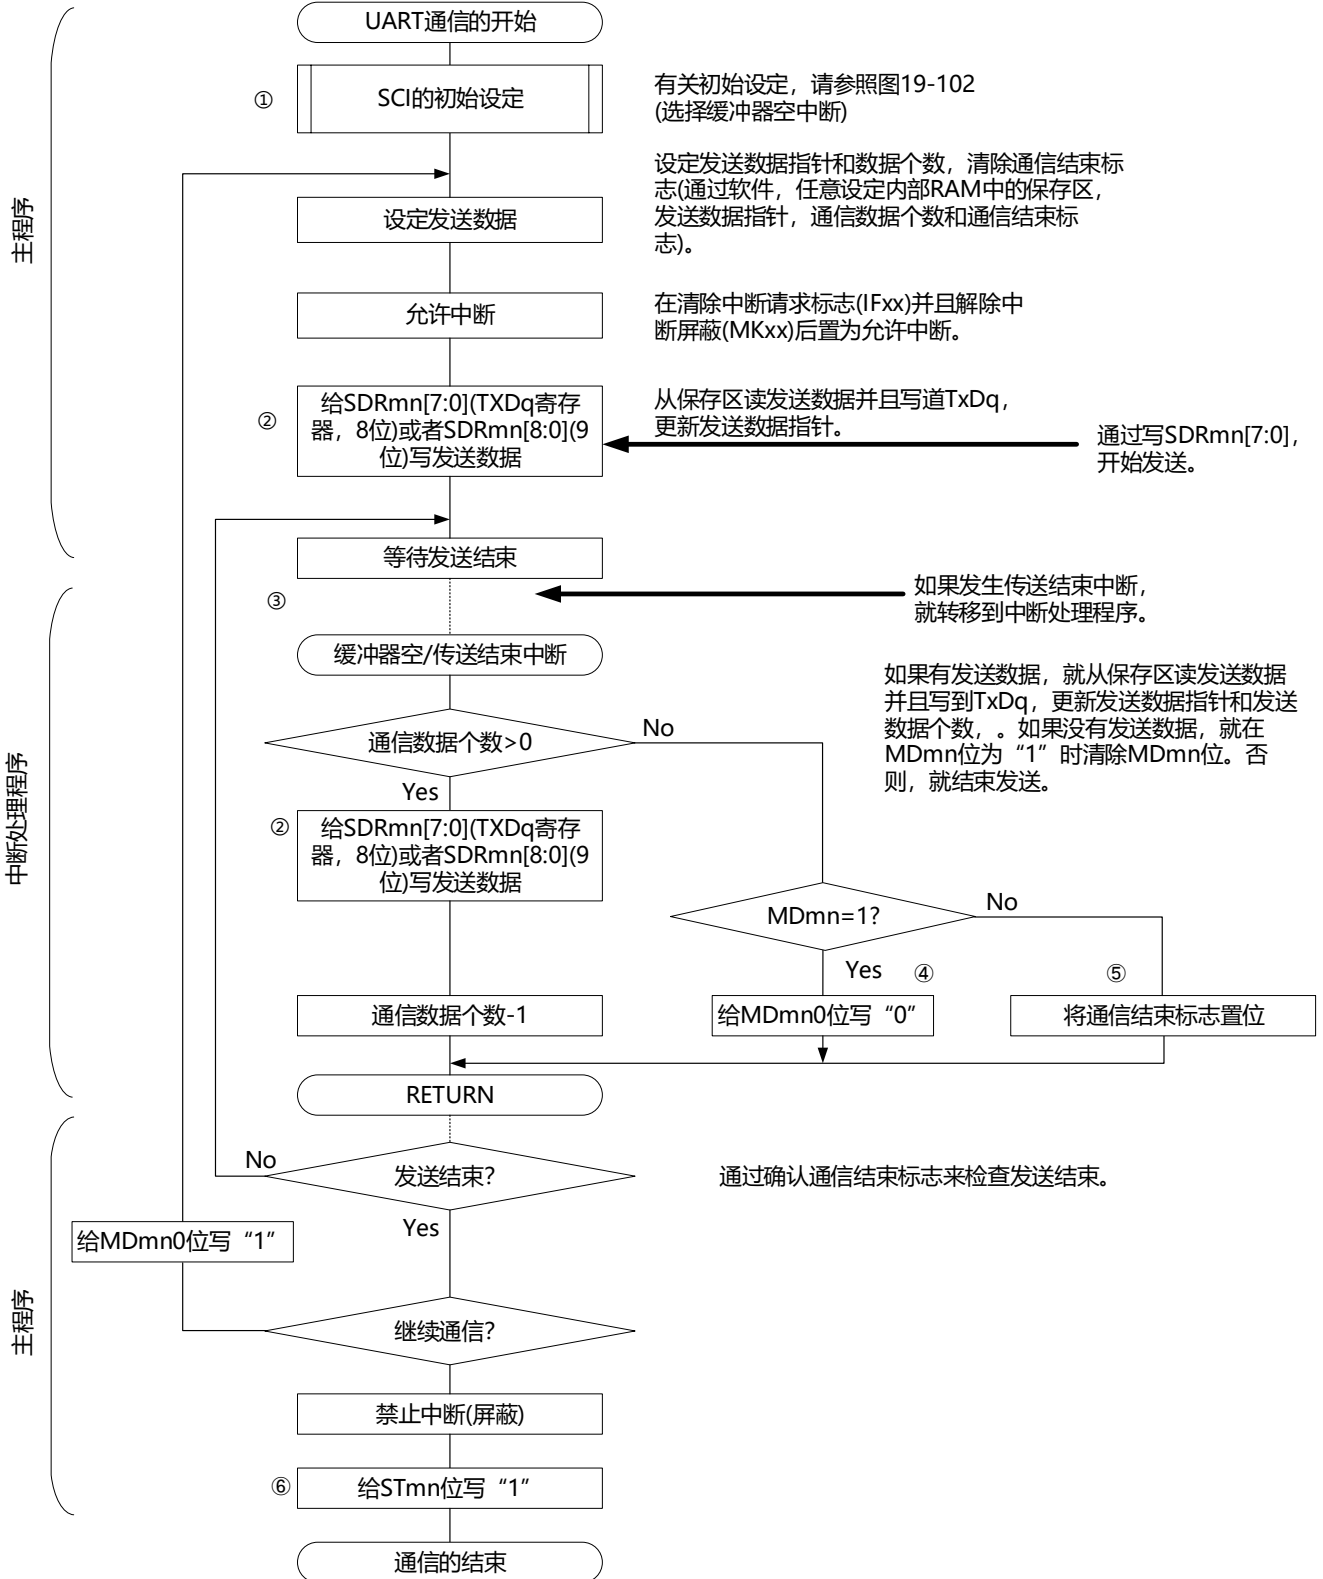 UART通信的开始
①
SCI的初始设定
有关初始设定，请参照图19-102
(选择缓冲器空中断)
设定发送数据指针和数据个数，清除通信结束标
志(通过软件，任意设定内部RAM中的保存区，
发送数据指针，通信数据个数和通信结束标
志)。
主程序
设定发送数据
允许中断
在清除中断请求标志(IFxx)并且解除中
断屏蔽(MKxx)后置为允许中断。
②
给SDRmn[7:0](TXDq寄存
器，8位)或者SDRmn[8:0](9
位)写发送数据
从保存区读发送数据并且写道TxDq，
更新发送数据指针。
通过写SDRmn[7:0]，
开始发送。
等待发送结束
③
如果发生传送结束中断，
就转移到中断处理程序。
缓冲器空/传送结束中断
如果有发送数据，就从保存区读发送数据
并且写到TxDq，更新发送数据指针和发送
数据个数，。如果没有发送数据，就在
MDmn位为“1”时清除MDmn位。否
则，就结束发送。
通信数据个数>0
No
Yes
中断处理程序
②
给SDRmn[7:0](TXDq寄存
器，8位)或者SDRmn[8:0](9
位)写发送数据
MDmn=1?
No
Yes
④
⑤
通信数据个数-1
给MDmn0位写“0”
将通信结束标志置位
RETURN
No
发送结束?
通过确认通信结束标志来检查发送结束。
Yes
给MDmn0位写“1”
主程序
继续通信?
禁止中断(屏蔽)
⑥
给STmn位写“1”
通信的结束